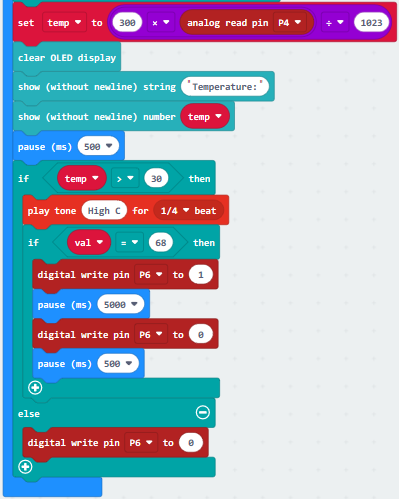 set temp to 300 × analog read pin P4 ÷ 1023
clear OLED display
show (without newline) string "Temperature:"
show (without newline) number temp
pause (ms) 500
if temp > 30 then
play tone High C for 1/4 beat
if val = 68 then
digital write pin P6 to 1
pause (ms) 5000
digital write pin P6 to 0
pause (ms) 500
else
digital write pin P6 to 0